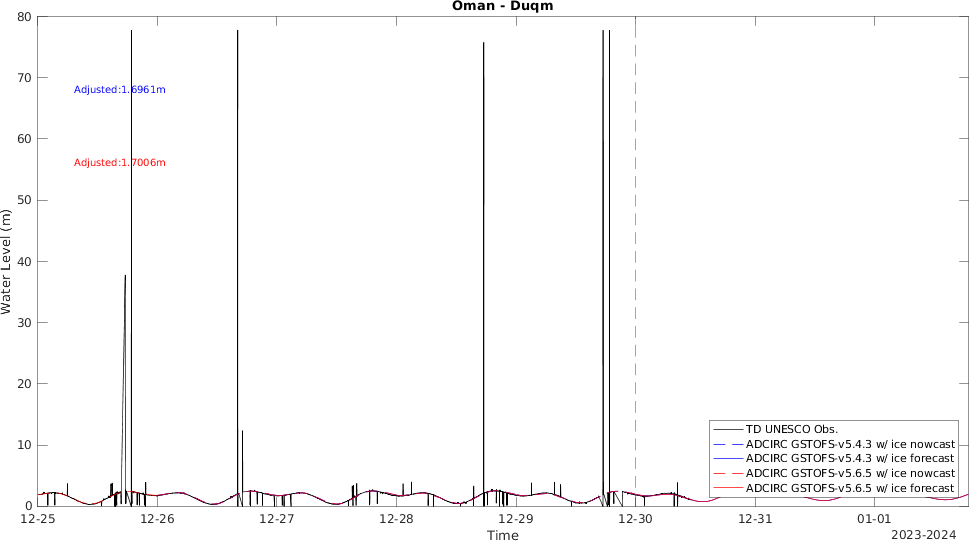 Oman - Duqm
80
70
60
50
40
30
20
10
0
Water Level (m)
Adjusted:1.6961m
Adjusted:1.7006m
TD UNESCO Obs.
ADCIRC GSTOFS-v5.4.3 w/ ice nowcast
ADCIRC GSTOFS-v5.4.3 w/ ice forecast
ADCIRC GSTOFS-v5.6.5 w/ ice nowcast
ADCIRC GSTOFS-v5.6.5 w/ ice forecast
12-25 12-26 12-27 12-28 12-29 12-30 12-31 01-01
Time
2023-2024